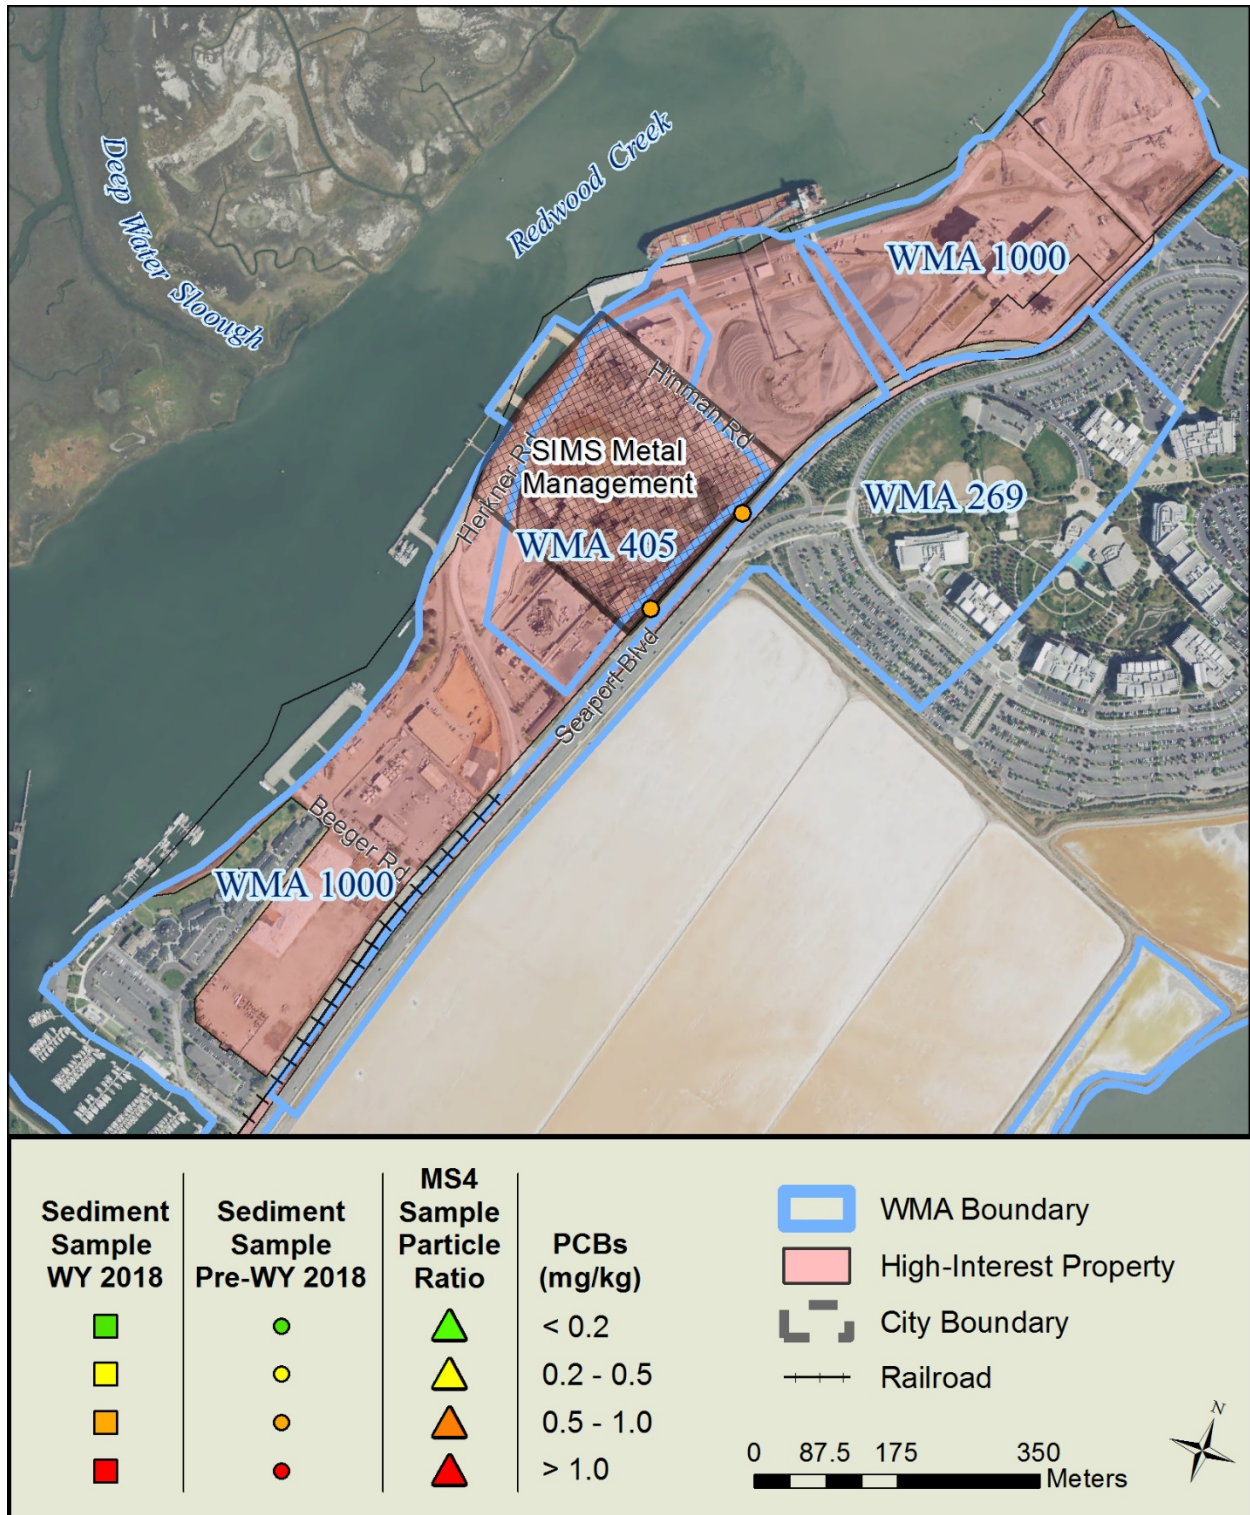 Deep Water Sloough
Redwood Creek
WMA 1000
Hinman Rd
Herkner Rd
SIMS Metal
Management
WMA 405
WMA 269
Seaport Blvd
Beeger Rd
WMA 1000
Sediment
Sample
WY 2018
Sediment
Sample
Pre-WY 2018
MS4
Sample
Particle
Ratio
PCBs
(mg/kg)
< 0.2
0.2 - 0.5
0.5 - 1.0
> 1.0
WMA Boundary
High-Interest Property
City Boundary
Railroad
N
0 87.5 175 350
Meters